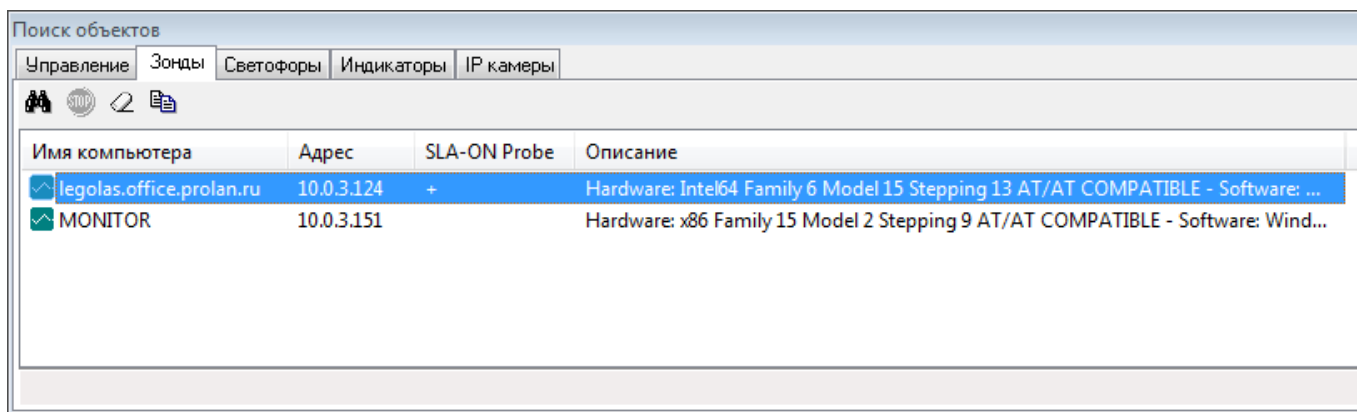 Поиск объектов
Управление Зонды Светофоры Индикаторы IP камеры
STOP
Имя компьютера Адрес SLA-ON Probe Описание
legolas.office.prolan.ru 10.0.3.124 + Hardware: Intel64 Family 6 Model 15 Stepping 13 AT/AT COMPATIBLE - Software: ...
MONITOR 10.0.3.151 Hardware: x86 Family 15 Model 2 Stepping 9 AT/AT COMPATIBLE - Software: Wind...